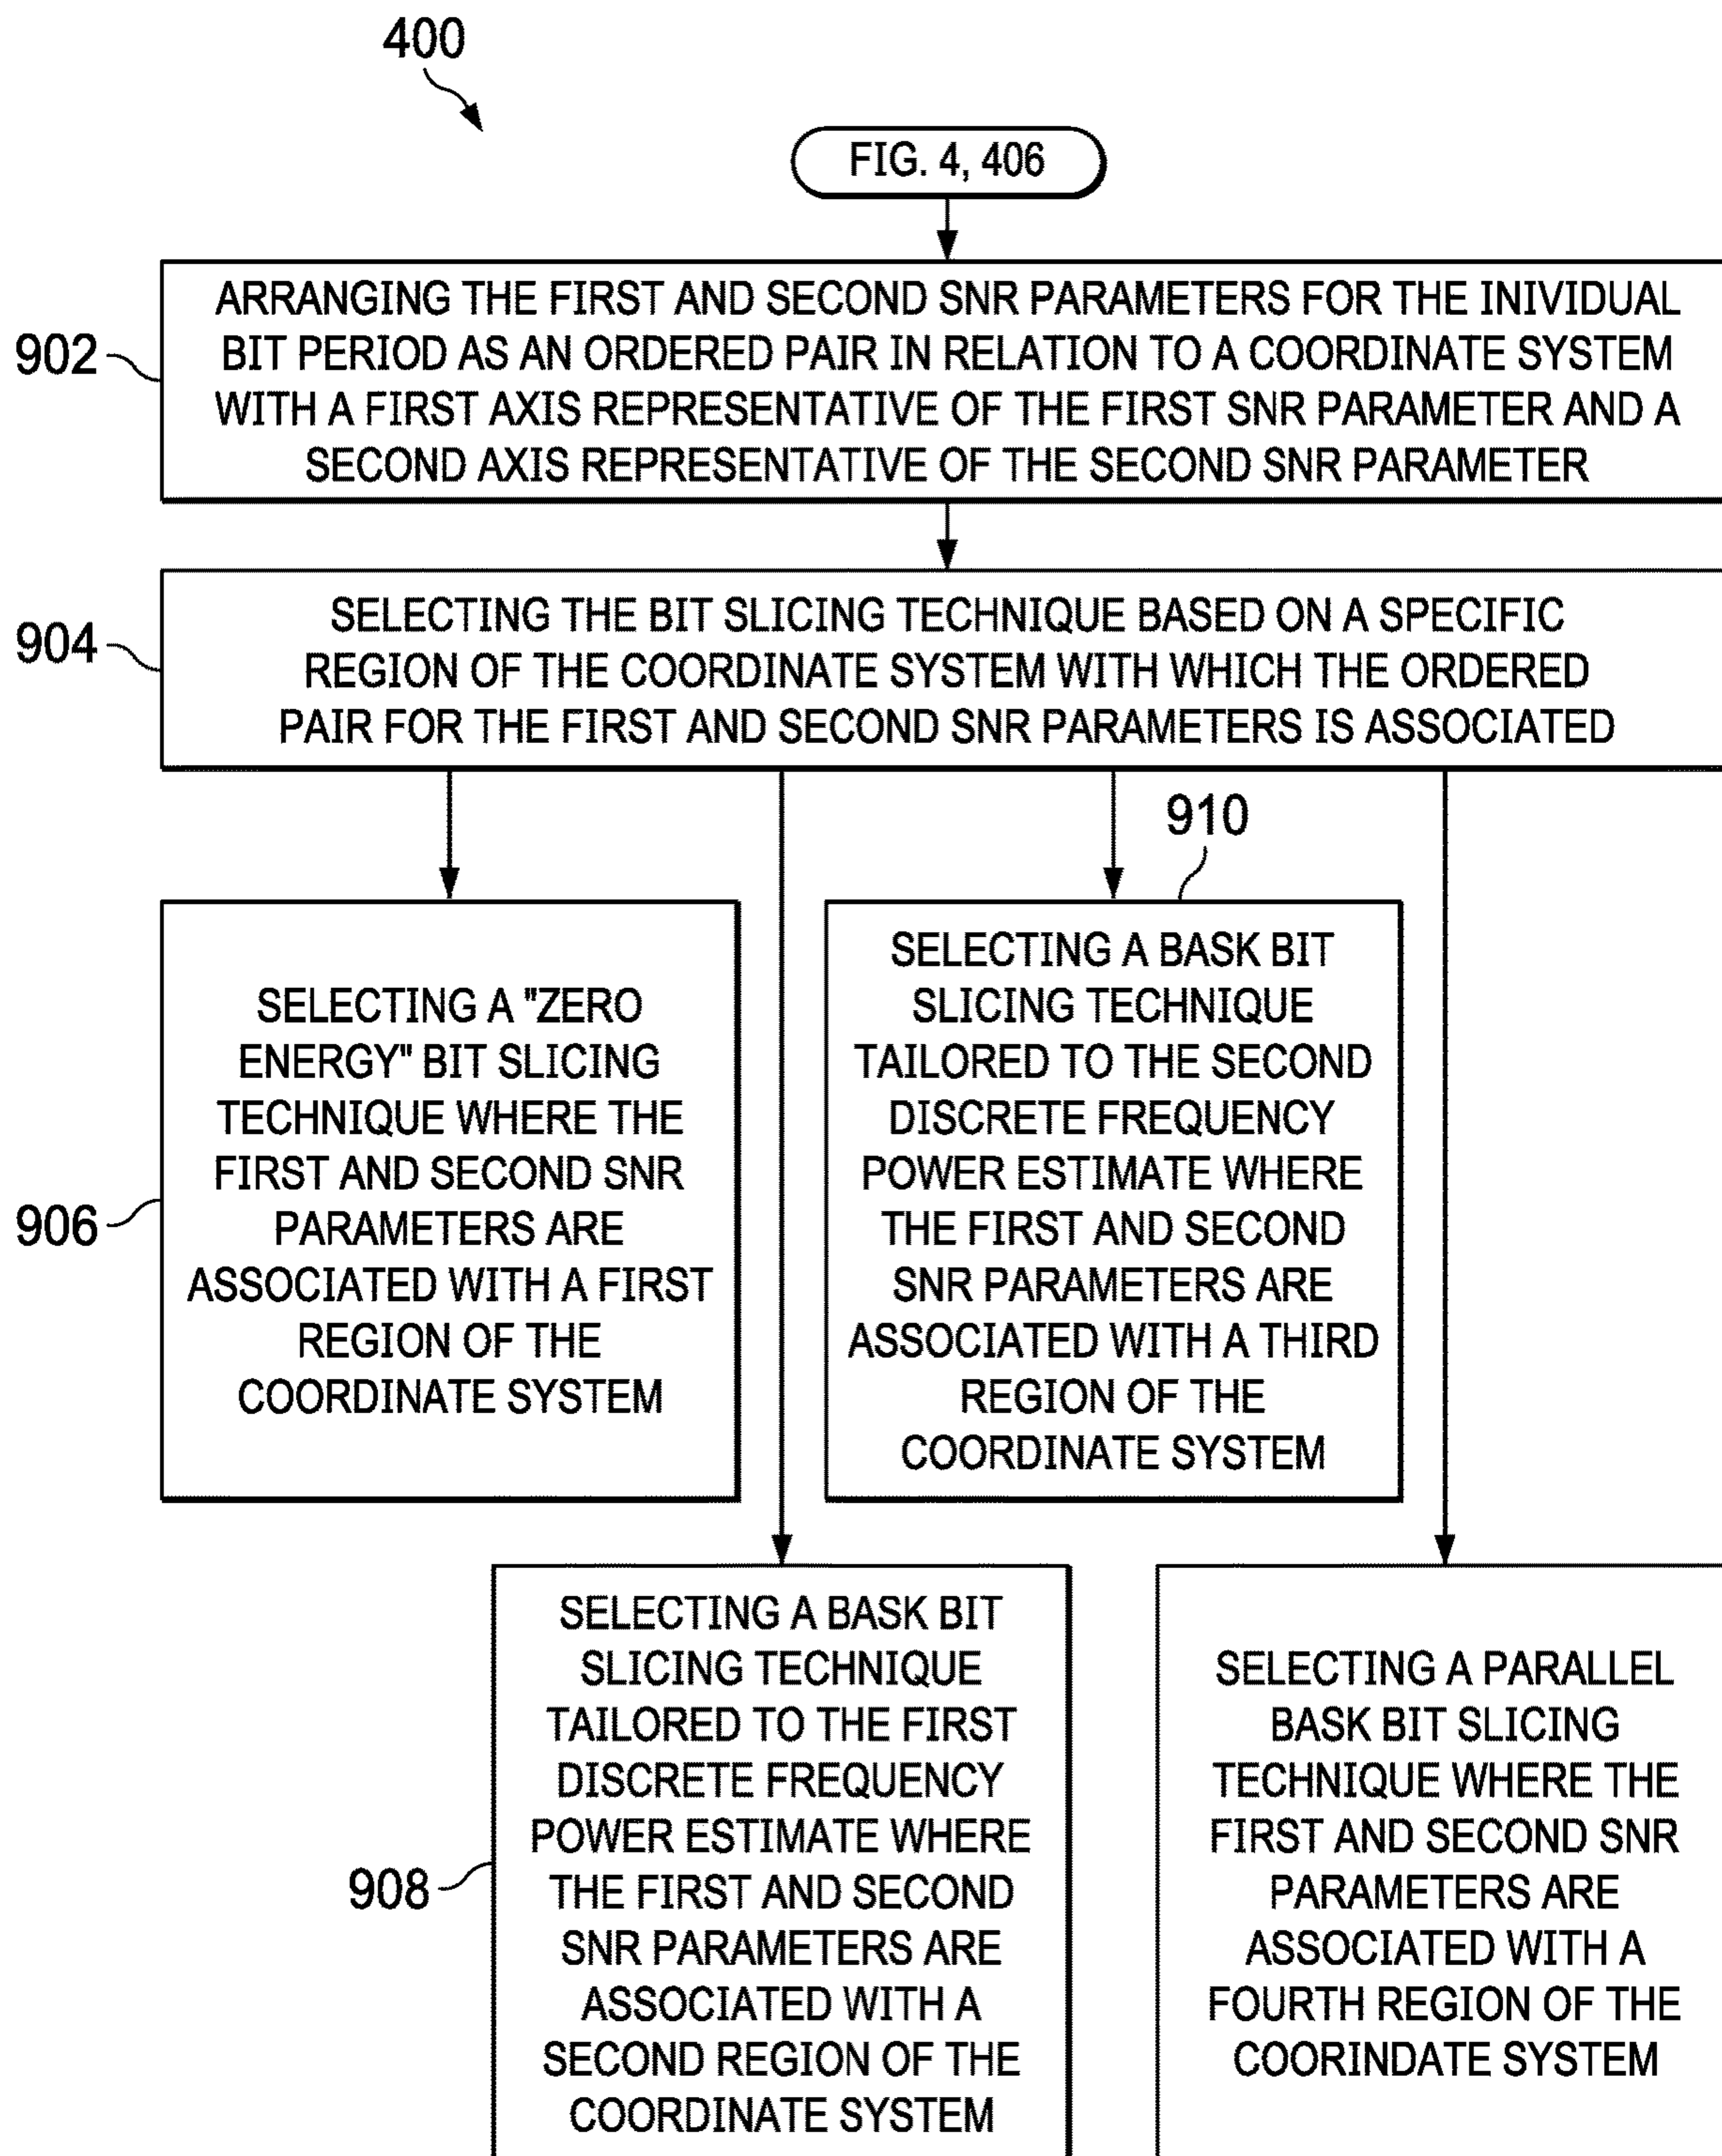 400
FIG. 4, 406
902
ARRANGING THE FIRST AND SECOND SNR PARAMETERS FOR THE INIVIDUAL
BIT PERIOD AS AN ORDERED PAIR IN RELATION TO A COORDINATE SYSTEM
WITH A FIRST AXIS REPRESENTATIVE OF THE FIRST SNR PARAMETER AND A
SECOND AXIS REPRESENTATIVE OF THE SECOND SNR PARAMETER
904
SELECTING THE BIT SLICING TECHNIQUE BASED ON A SPECIFIC
REGION OF THE COORDINATE SYSTEM WITH WHICH THE ORDERED
PAIR FOR THE FIRST AND SECOND SNR PARAMETERS IS ASSOCIATED
906
SELECTING A "ZERO
ENERGY" BIT SLICING
TECHNIQUE WHERE THE
FIRST AND SECOND SNR
PARAMETERS ARE
ASSOCIATED WITH A FIRST
REGION OF THE
COORDINATE SYSTEM
910
SELECTING A BASK BIT
SLICING TECHNIQUE
TAILORED TO THE SECOND
DISCRETE FREQUENCY
POWER ESTIMATE WHERE
THE FIRST AND SECOND
SNR PARAMETERS ARE
ASSOCIATED WITH A THIRD
REGION OF THE
COORDINATE SYSTEM
908
SELECTING A BASK BIT
SLICING TECHNIQUE
TAILORED TO THE FIRST
DISCRETE FREQUENCY
POWER ESTIMATE WHERE
THE FIRST AND SECOND
SNR PARAMETERS ARE
ASSOCIATED WITH A
SECOND REGION OF THE
COORDINATE SYSTEM
SELECTING A PARALLEL
BASK BIT SLICING
TECHNIQUE WHERE THE
FIRST AND SECOND SNR
PARAMETERS ARE
ASSOCIATED WITH A
FOURTH REGION OF THE
COORINDATE SYSTEM